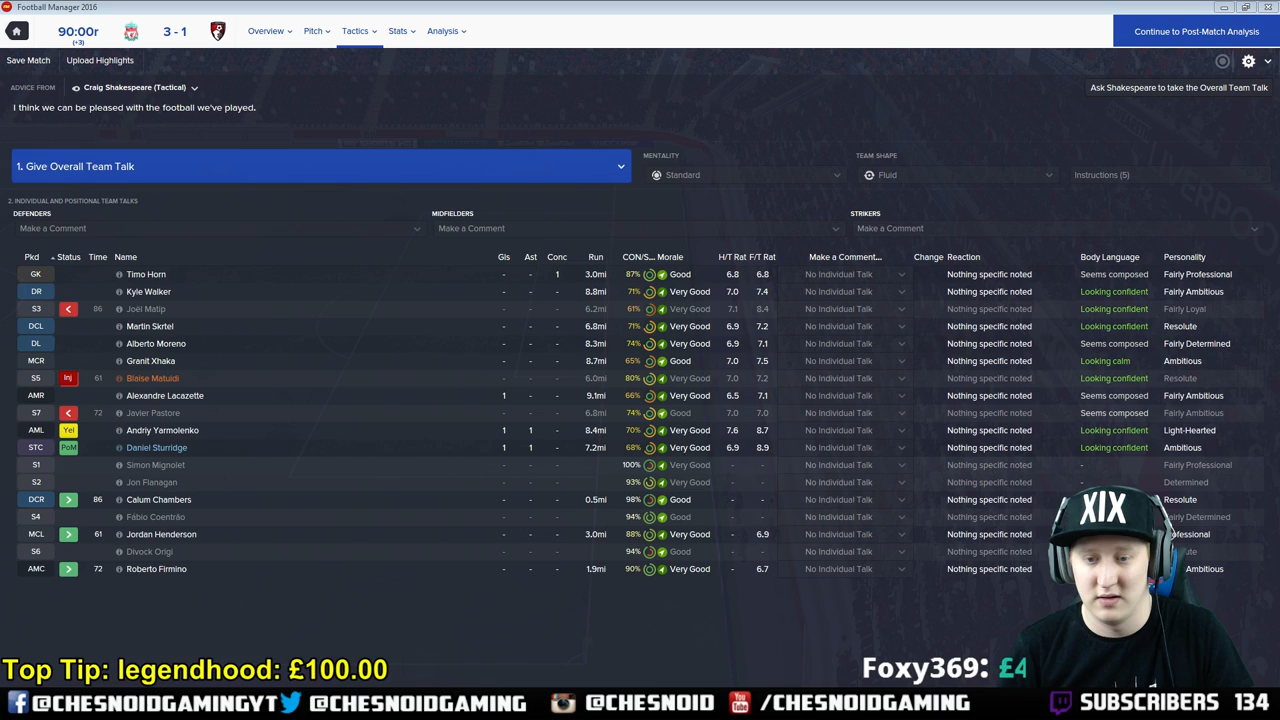 Football Manager 2016
90:00r
(+3)
3 - 1
Overview Pitch Tactics Stats Analysis
Continue to Post-Match Analysis
Save Match Upload Highlights
ADVICE FROM Craig Shakespeare (Tactical)
Ask Shakespeare to take the Overall Team Talk
I think we can be pleased with the football we've played.
1. Give Overall Team Talk
MENTALITY
Standard
TEAM SHAPE
Fluid
Instructions (5)
2. INDIVIDUAL AND POSITIONAL TEAM TALKS
DEFENDERS MIDFIELDERS STRIKERS
Make a Comment Make a Comment Make a Comment
Pkd Status Time Name Gls Ast Conc Run CON/S... Morale H/T Rat F/T Rat Make a Comment... Change Reaction Body Language Personality
GK Timo Horn - - 1 3.0mi 87% Good 6.8 6.8 No Individual Talk Nothing specific noted Seems composed Fairly Professional
DR Kyle Walker - - - 8.8mi 71% Very Good 7.0 7.4 No Individual Talk Nothing specific noted Looking confident Fairly Ambitious
S3 86 Joël Matip - - - 6.2mi 61% Very Good 7.1 8.4 No Individual Talk Nothing specific noted Looking confident Fairly Loyal
DCL Martin Skrtel - - - 6.8mi 71% Very Good 6.9 7.2 No Individual Talk Nothing specific noted Looking confident Resolute
DL Alberto Moreno - - - 8.3mi 74% Very Good 6.9 7.1 No Individual Talk Nothing specific noted Seems composed Fairly Determined
MCR Granit Xhaka - - - 8.7mi 65% Good 7.0 7.5 No Individual Talk Nothing specific noted Looking calm Ambitious
S5 Inj 61 Blaise Matuidi - - - 6.0mi 80% Very Good 7.0 7.2 No Individual Talk Nothing specific noted Looking confident Resolute
AMR Alexandre Lacazette 1 - - 9.1mi 66% Very Good 6.5 7.1 No Individual Talk Nothing specific noted Seems composed Fairly Ambitious
S7 72 Javier Pastore - - - 6.8mi 74% Good 7.0 7.0 No Individual Talk Nothing specific noted Seems composed Fairly Ambitious
AML Yel Andriy Yarmolenko 1 1 - 8.4mi 70% Very Good 7.6 8.7 No Individual Talk Nothing specific noted Looking confident Light-Hearted
STC PoM Daniel Sturridge 1 1 - 7.2mi 68% Very Good 6.9 8.9 No Individual Talk Nothing specific noted Looking confident Ambitious
S1 Simon Mignolet - - - 100% Very Good - - No Individual Talk Nothing specific noted - Fairly Professional
S2 Jon Flanagan - - - 93% Very Good - - No Individual Talk Nothing specific noted - Determined
DCR 86 Calum Chambers - - - 0.5mi 98% Good - - No Individual Talk Nothing specific noted Resolute
S4 Fábio Coentrão - - - 94% Good - - No Individual Talk Nothing specific noted Determined
MCL 61 Jordan Henderson - - - 3.0mi 88% Very Good - 6.9 No Individual Talk Nothing specific noted
S6 Divock Origi - - - 94% Good - - No Individual Talk Nothing specific noted
AMC 72 Roberto Firmino - - - 1.9mi 90% Very Good - 6.7 No Individual Talk Nothing specific noted Ambitious
XIX
Top Tip: legendhood: £100.00
Foxy369: £4
@CHESNOIDGAMINGYT @CHESNOIDGAMING @CHESNOID You Tube /CHESNOIDGAMING SUBSCRIBERS 134